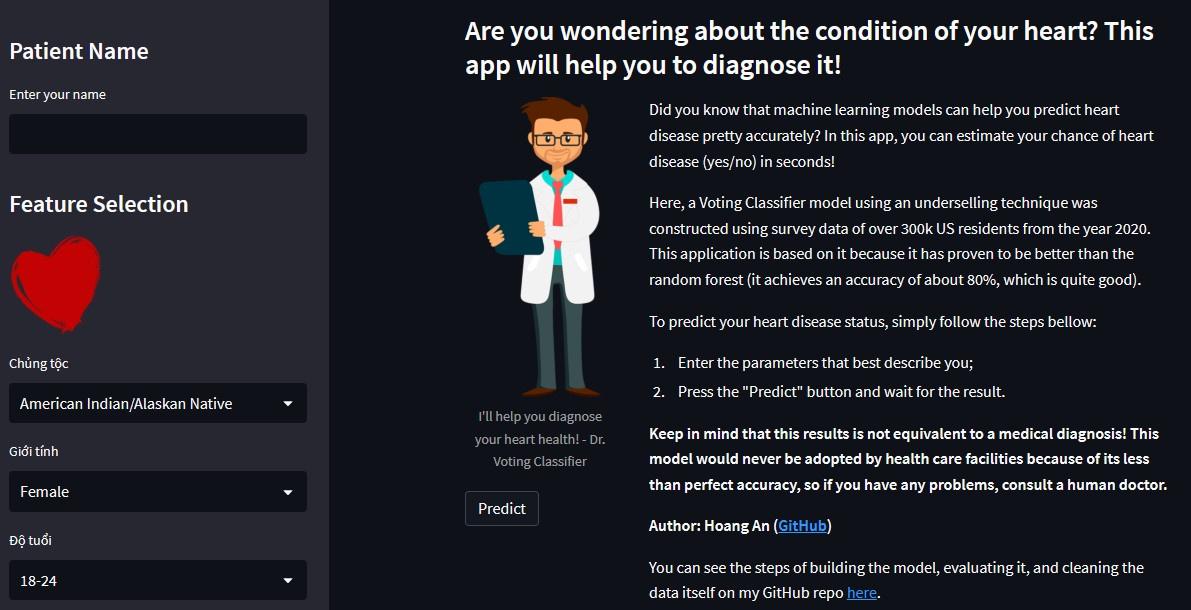 Patient Name
Enter your name
Feature Selection
Chủng tộc
American Indian/Alaskan Native
Giới tính
Female
Độ tuổi
18-24
Are you wondering about the condition of your heart? This
app will help you to diagnose it!
I'll help you diagnose
your heart health! - Dr.
Voting Classifier
Predict
Did you know that machine learning models can help you predict heart
disease pretty accurately? In this app, you can estimate your chance of heart
disease (yes/no) in seconds!
Here, a Voting Classifier model using an underselling technique was
constructed using survey data of over 300k US residents from the year 2020.
This application is based on it because it has proven to be better than the
random forest (it achieves an accuracy of about 80%, which is quite good).
To predict your heart disease status, simply follow the steps bellow:
1. Enter the parameters that best describe you;
2. Press the "Predict" button and wait for the result.
Keep in mind that this results is not equivalent to a medical diagnosis! This
model would never be adopted by health care facilities because of its less
than perfect accuracy, so if you have any problems, consult a human doctor.
Author: Hoang An (GitHub)
You can see the steps of building the model, evaluating it, and cleaning the
data itself on my GitHub repo here.